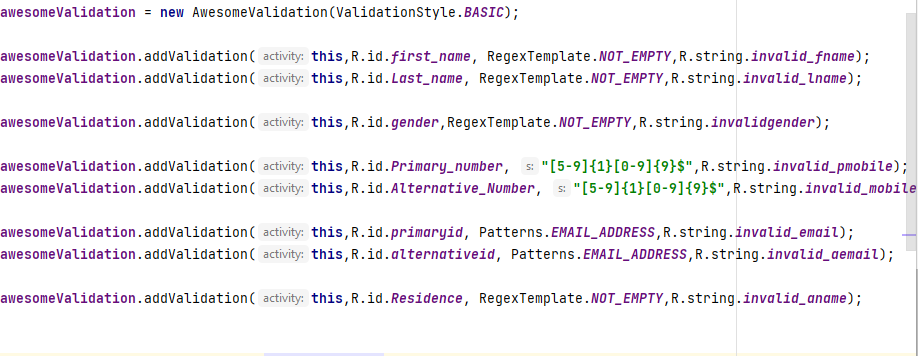 awesomeValidation = new AwesomeValidation(ValidationStyle.BASIC);
awesomeValidation.addValidation( activity: this,R.id.first_name, RegexTemplate.NOT_EMPTY,R.string.invalid_fname);
awesomeValidation.addValidation( activity: this,R.id.Last_name, RegexTemplate.NOT_EMPTY,R.string.invalid_lname);
awesomeValidation.addValidation( activity: this,R.id.gender,RegexTemplate.NOT_EMPTY,R.string.invalidgender);
awesomeValidation.addValidation( activity: this,R.id.Primary_number, s: "[5-9]{1}[0-9]{9}$",R.string.invalid_pmobile);
awesomeValidation.addValidation( activity: this,R.id.Alternative_Number, s: "[5-9]{1}[0-9]{9}$",R.string.invalid_mobile
awesomeValidation.addValidation( activity: this,R.id.primaryid, Patterns.EMAIL_ADDRESS,R.string.invalid_email);
awesomeValidation.addValidation( activity: this,R.id.alternativeid, Patterns.EMAIL_ADDRESS,R.string.invalid_aemail);
awesomeValidation.addValidation( activity: this,R.id.Residence, RegexTemplate.NOT_EMPTY,R.string.invalid_aname);